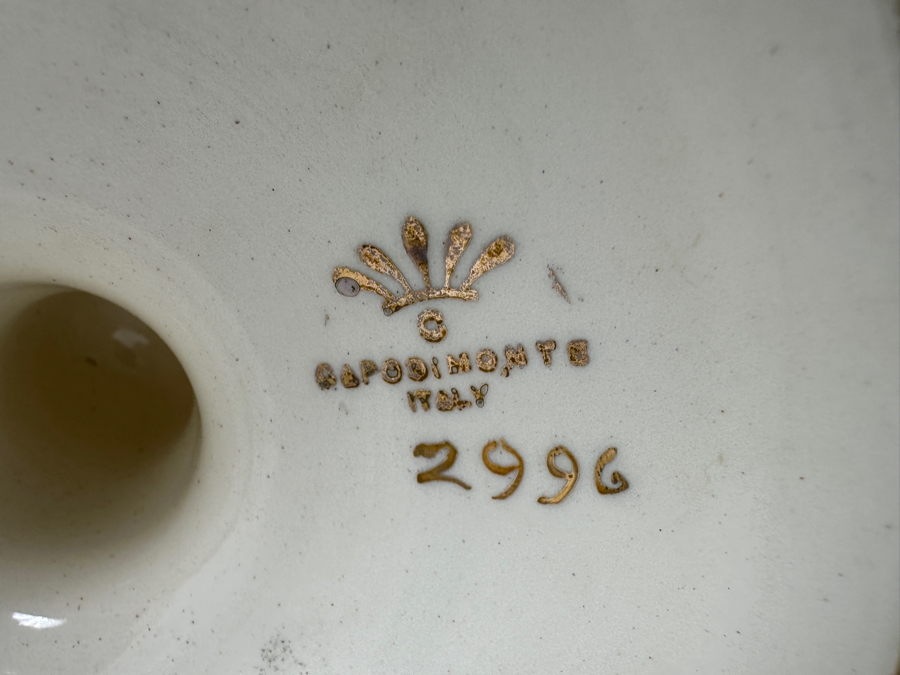 G
CAPODIMONTE
ITALY
2996